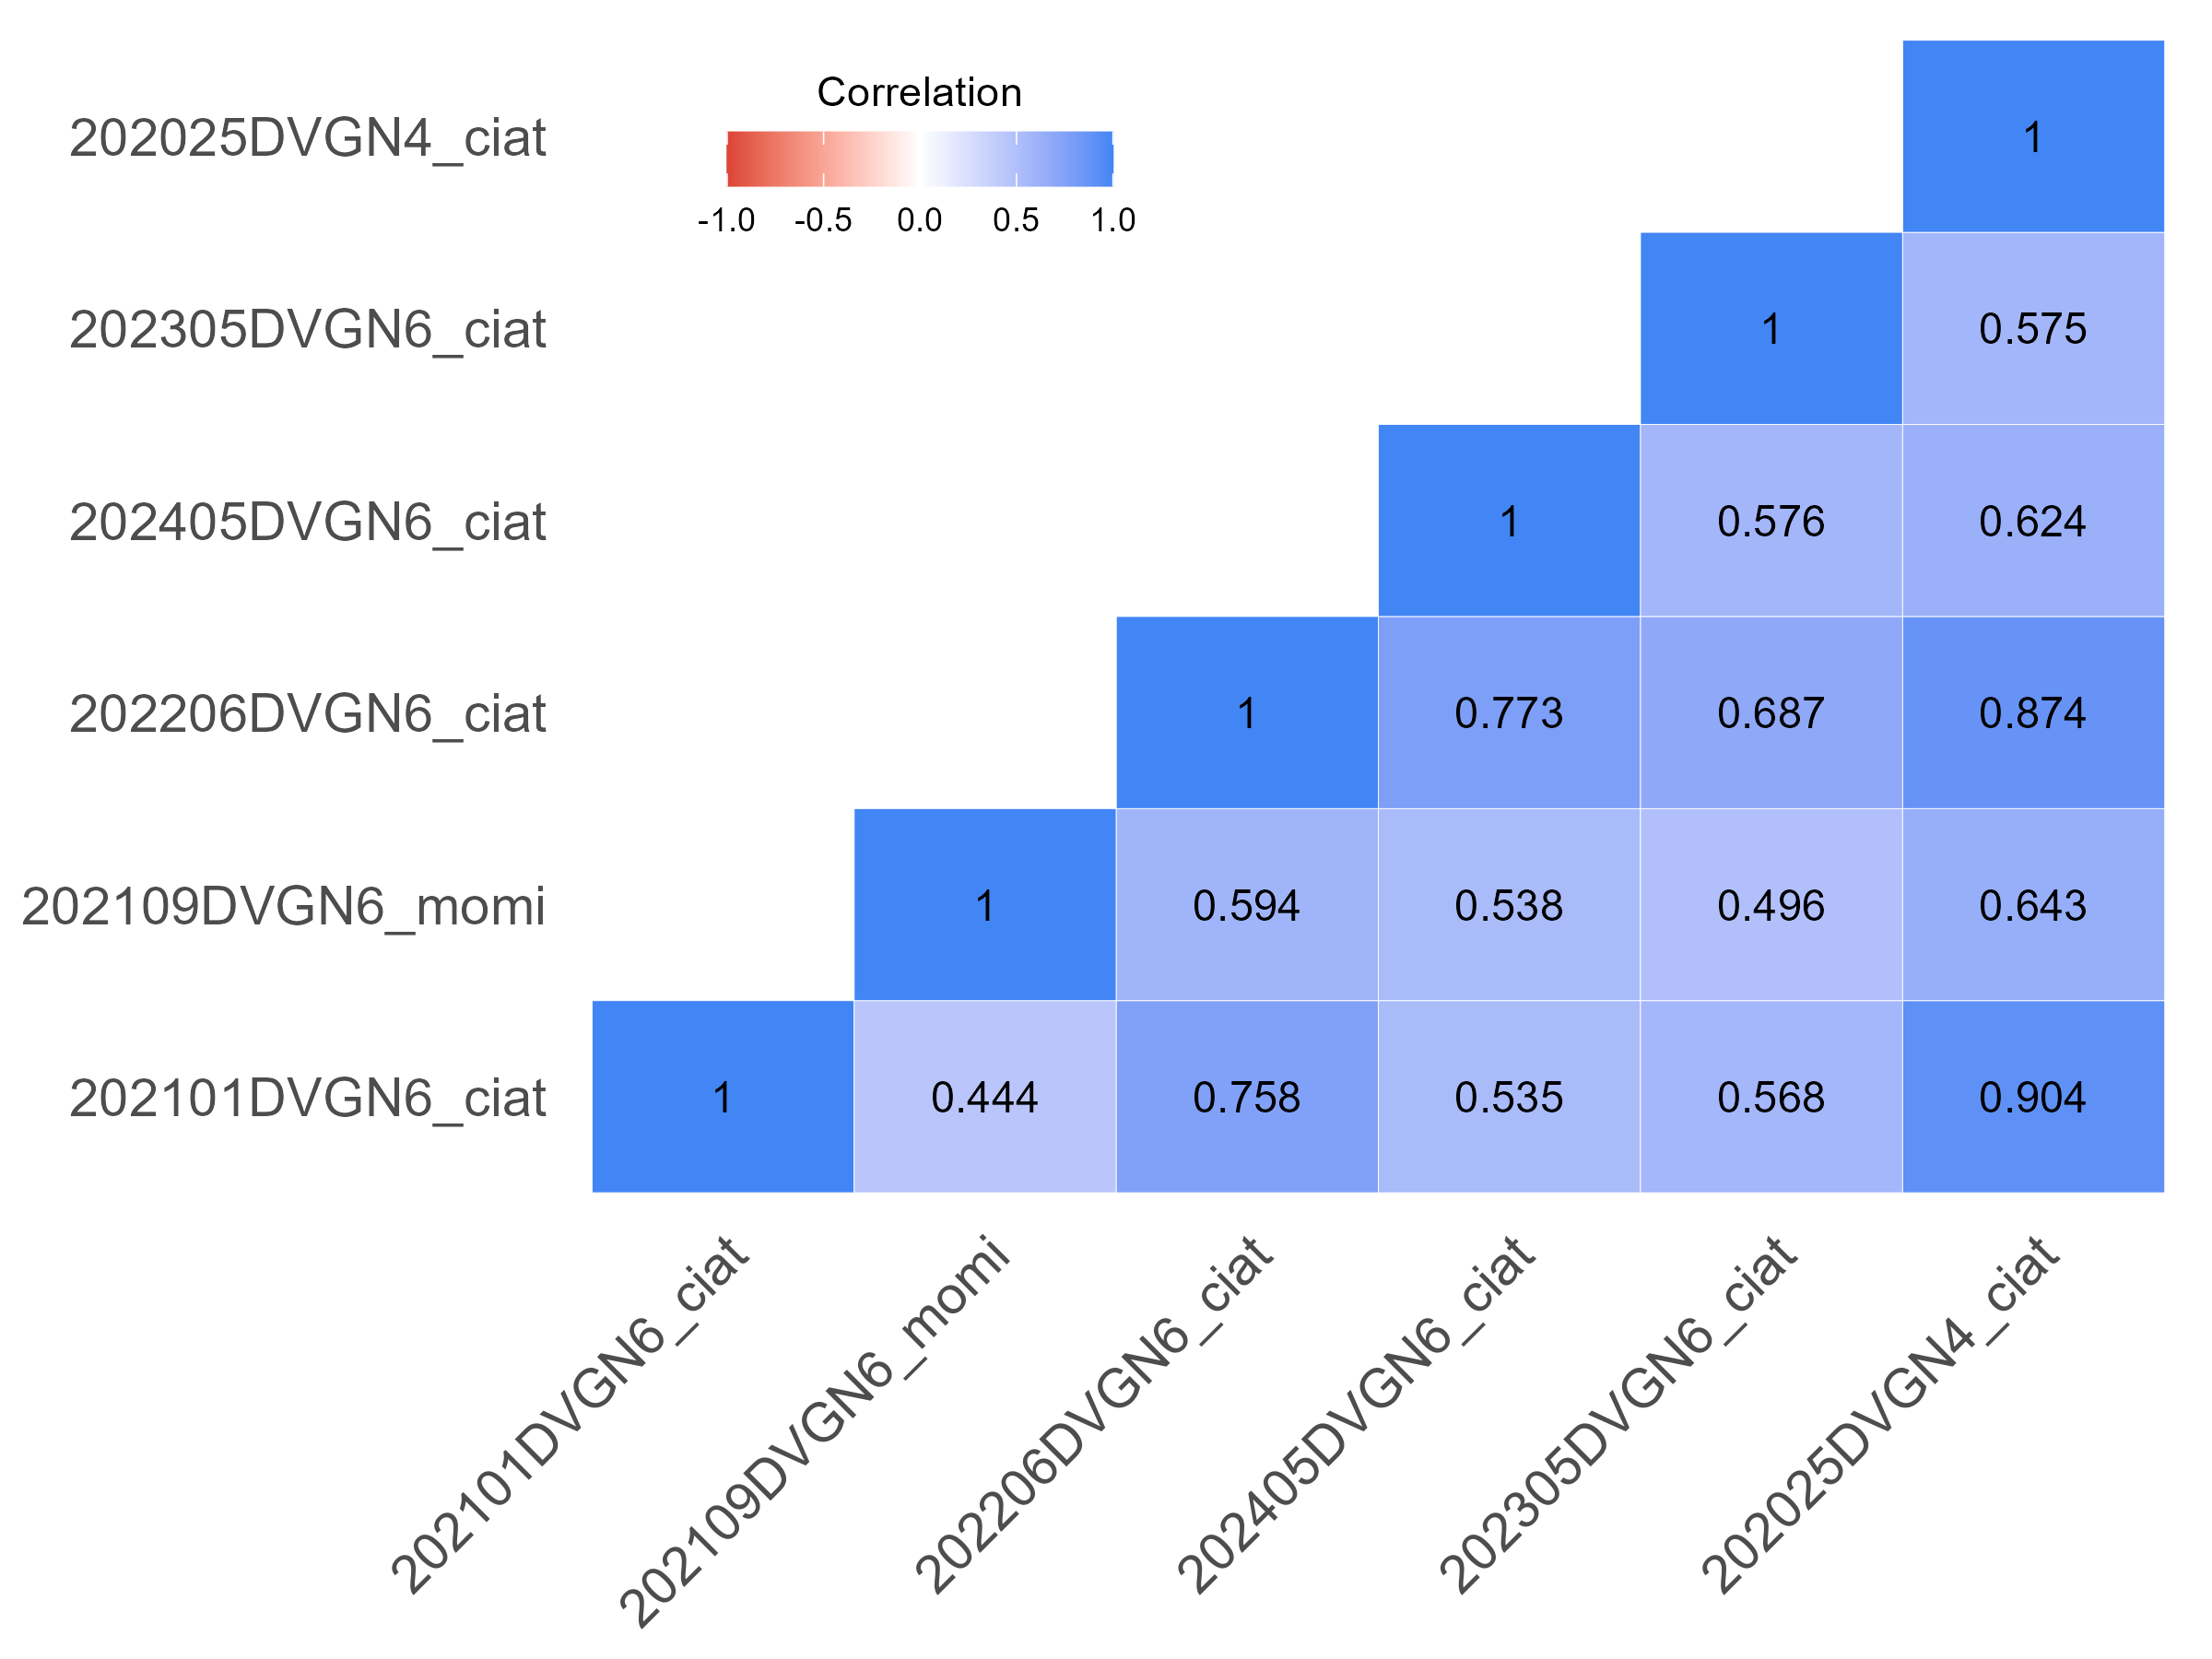 Correlation
-1.0 -0.5 0.0 0.5 1.0
202025DVGN4_ciat 1
202305DVGN6_ciat 1 0.575
202405DVGN6_ciat 1 0.576 0.624
202206DVGN6_ciat 1 0.773 0.687 0.874
202109DVGN6_momi 1 0.594 0.538 0.496 0.643
202101DVGN6_ciat 1 0.444 0.758 0.535 0.568 0.904
202101DVGN6_ciat
202109DVGN6_momi
202206DVGN6_ciat
202405DVGN6_ciat
202305DVGN6_ciat
202025DVGN4_ciat